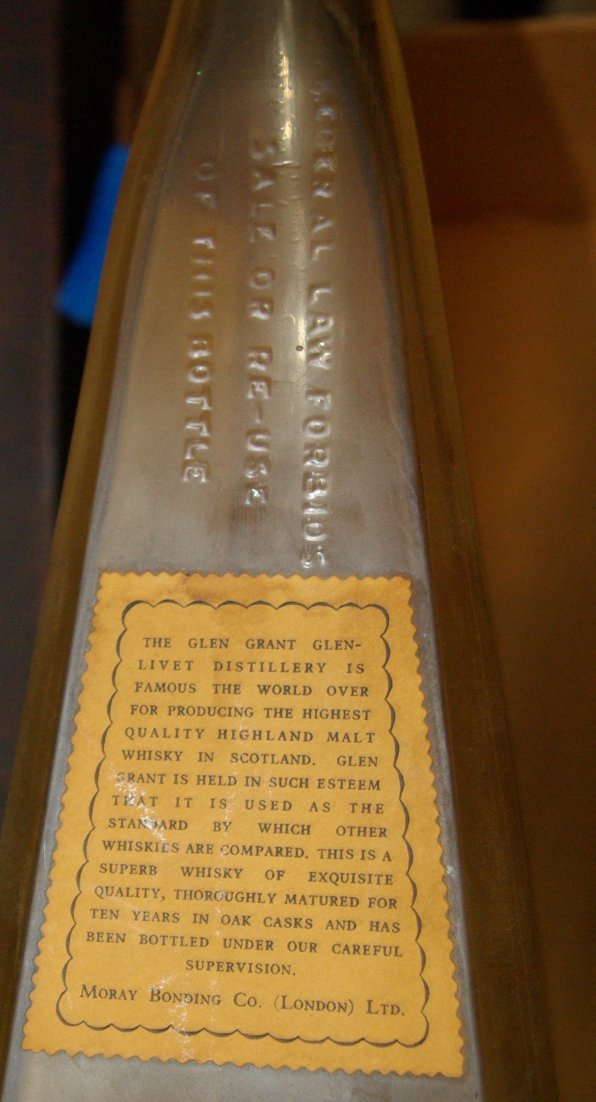 FEDERAL LAW FORBIDS
SALE OR RE-USE
OF THIS BOTTLE
THE GLEN GRANT GLEN-
LIVET DISTILLERY IS
FAMOUS THE WORLD OVER
FOR PRODUCING THE HIGHEST
QUALITY HIGHLAND MALT
WHISKY IN SCOTLAND. GLEN
GRANT IS HELD IN SUCH ESTEEM
THAT IT IS USED AS THE
STANDARD BY WHICH OTHER
WHISKIES ARE COMPARED. THIS IS A
SUPERB WHISKY OF EXQUISITE
QUALITY, THOROUGHLY MATURED FOR
TEN YEARS IN OAK CASKS AND HAS
BEEN BOTTLED UNDER OUR CAREFUL
SUPERVISION.
MORAY BONDING CO. (LONDON) LTD.